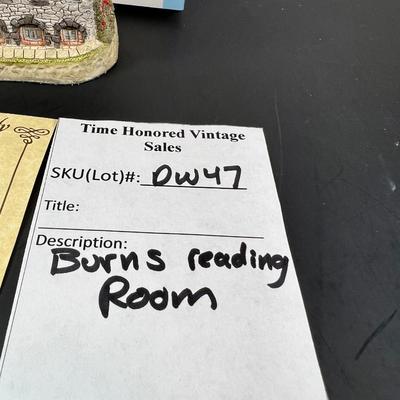 Time Honored Vintage
Sales
SKU(Lot)#: DW47
Title:
Description:
Burns reading
Room